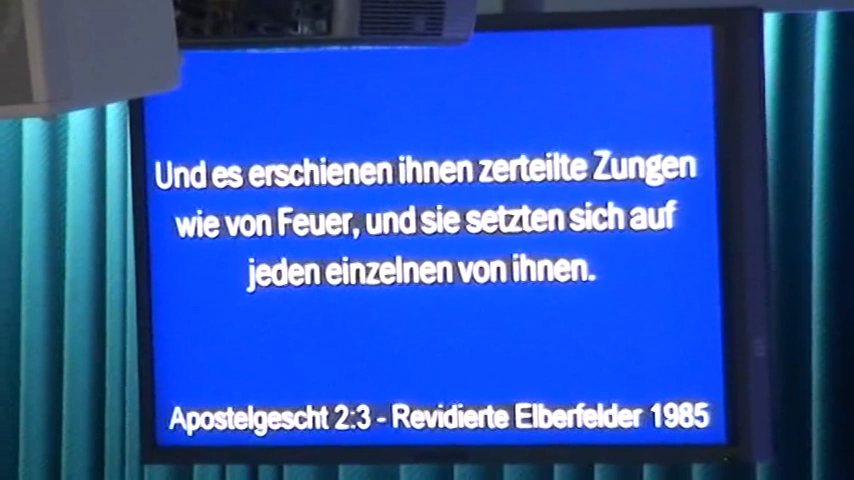 Und es erschienen ihnen zerteilte Zungen
wie von Feuer, und sie setzten sich auf
jeden einzelnen von ihnen.
Apostelgescht 2:3 - Revidierte Elberfelder 1985